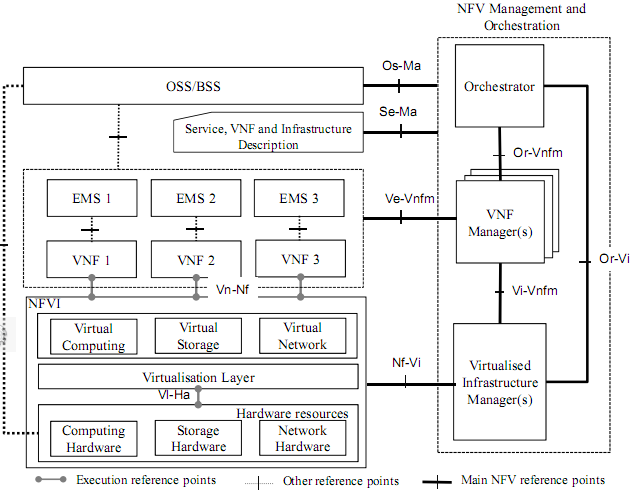 NFV Management and
Orchestration
Os-Ma
OSS/BSS
Orchestrator
Se-Ma
Service, VNF and Infrastructure
Description
Or-Vnfm
EMS 1
EMS 2
EMS 3
Ve-Vnfm
VNF
Manager(s)
VNF 1
VNF 2
VNF 3
Or-Vi
Vn-Nf
Vi-Vnfm
NFVI
Virtual
Computing
Virtual
Storage
Virtual
Network
Nf-Vi
Virtualised
Infrastructure
Manager(s)
Virtualisation Layer
Vl-Ha
Hardware resources
Computing
Hardware
Storage
Hardware
Network
Hardware
Execution reference points
Other reference points
Main NFV reference points